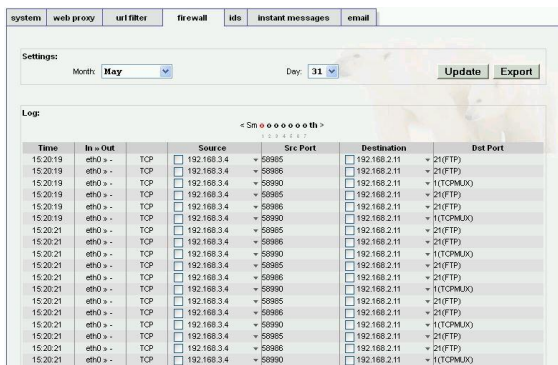 system web proxy url filter firewall ids instant messages email
Settings:
Month: May Day: 31 Update Export
Log:
< Sm o o o o o o o th >
1 2 3 4 5 6 7
Time In » Out Source Src Port Destination Dst Port
15:20:19 eth0 » - TCP 192.168.3.4 58985 192.168.2.11 21(FTP)
15:20:19 eth0 » - TCP 192.168.3.4 58986 192.168.2.11 21(FTP)
15:20:19 eth0 » - TCP 192.168.3.4 58990 192.168.2.11 1(TCPMUX)
15:20:19 eth0 » - TCP 192.168.3.4 58985 192.168.2.11 21(FTP)
15:20:19 eth0 » - TCP 192.168.3.4 58986 192.168.2.11 21(FTP)
15:20:19 eth0 » - TCP 192.168.3.4 58990 192.168.2.11 1(TCPMUX)
15:20:21 eth0 » - TCP 192.168.3.4 58985 192.168.2.11 21(FTP)
15:20:21 eth0 » - TCP 192.168.3.4 58986 192.168.2.11 21(FTP)
15:20:21 eth0 » - TCP 192.168.3.4 58990 192.168.2.11 1(TCPMUX)
15:20:21 eth0 » - TCP 192.168.3.4 58985 192.168.2.11 21(FTP)
15:20:21 eth0 » - TCP 192.168.3.4 58986 192.168.2.11 21(FTP)
15:20:21 eth0 » - TCP 192.168.3.4 58990 192.168.2.11 1(TCPMUX)
15:20:21 eth0 » - TCP 192.168.3.4 58985 192.168.2.11 21(FTP)
15:20:21 eth0 » - TCP 192.168.3.4 58986 192.168.2.11 21(FTP)
15:20:21 eth0 » - TCP 192.168.3.4 58990 192.168.2.11 1(TCPMUX)
15:20:21 eth0 » - TCP 192.168.3.4 58985 192.168.2.11 21(FTP)
15:20:21 eth0 » - TCP 192.168.3.4 58986 192.168.2.11 21(FTP)
15:20:21 eth0 » - TCP 192.168.3.4 58990 192.168.2.11 1(TCPMUX)